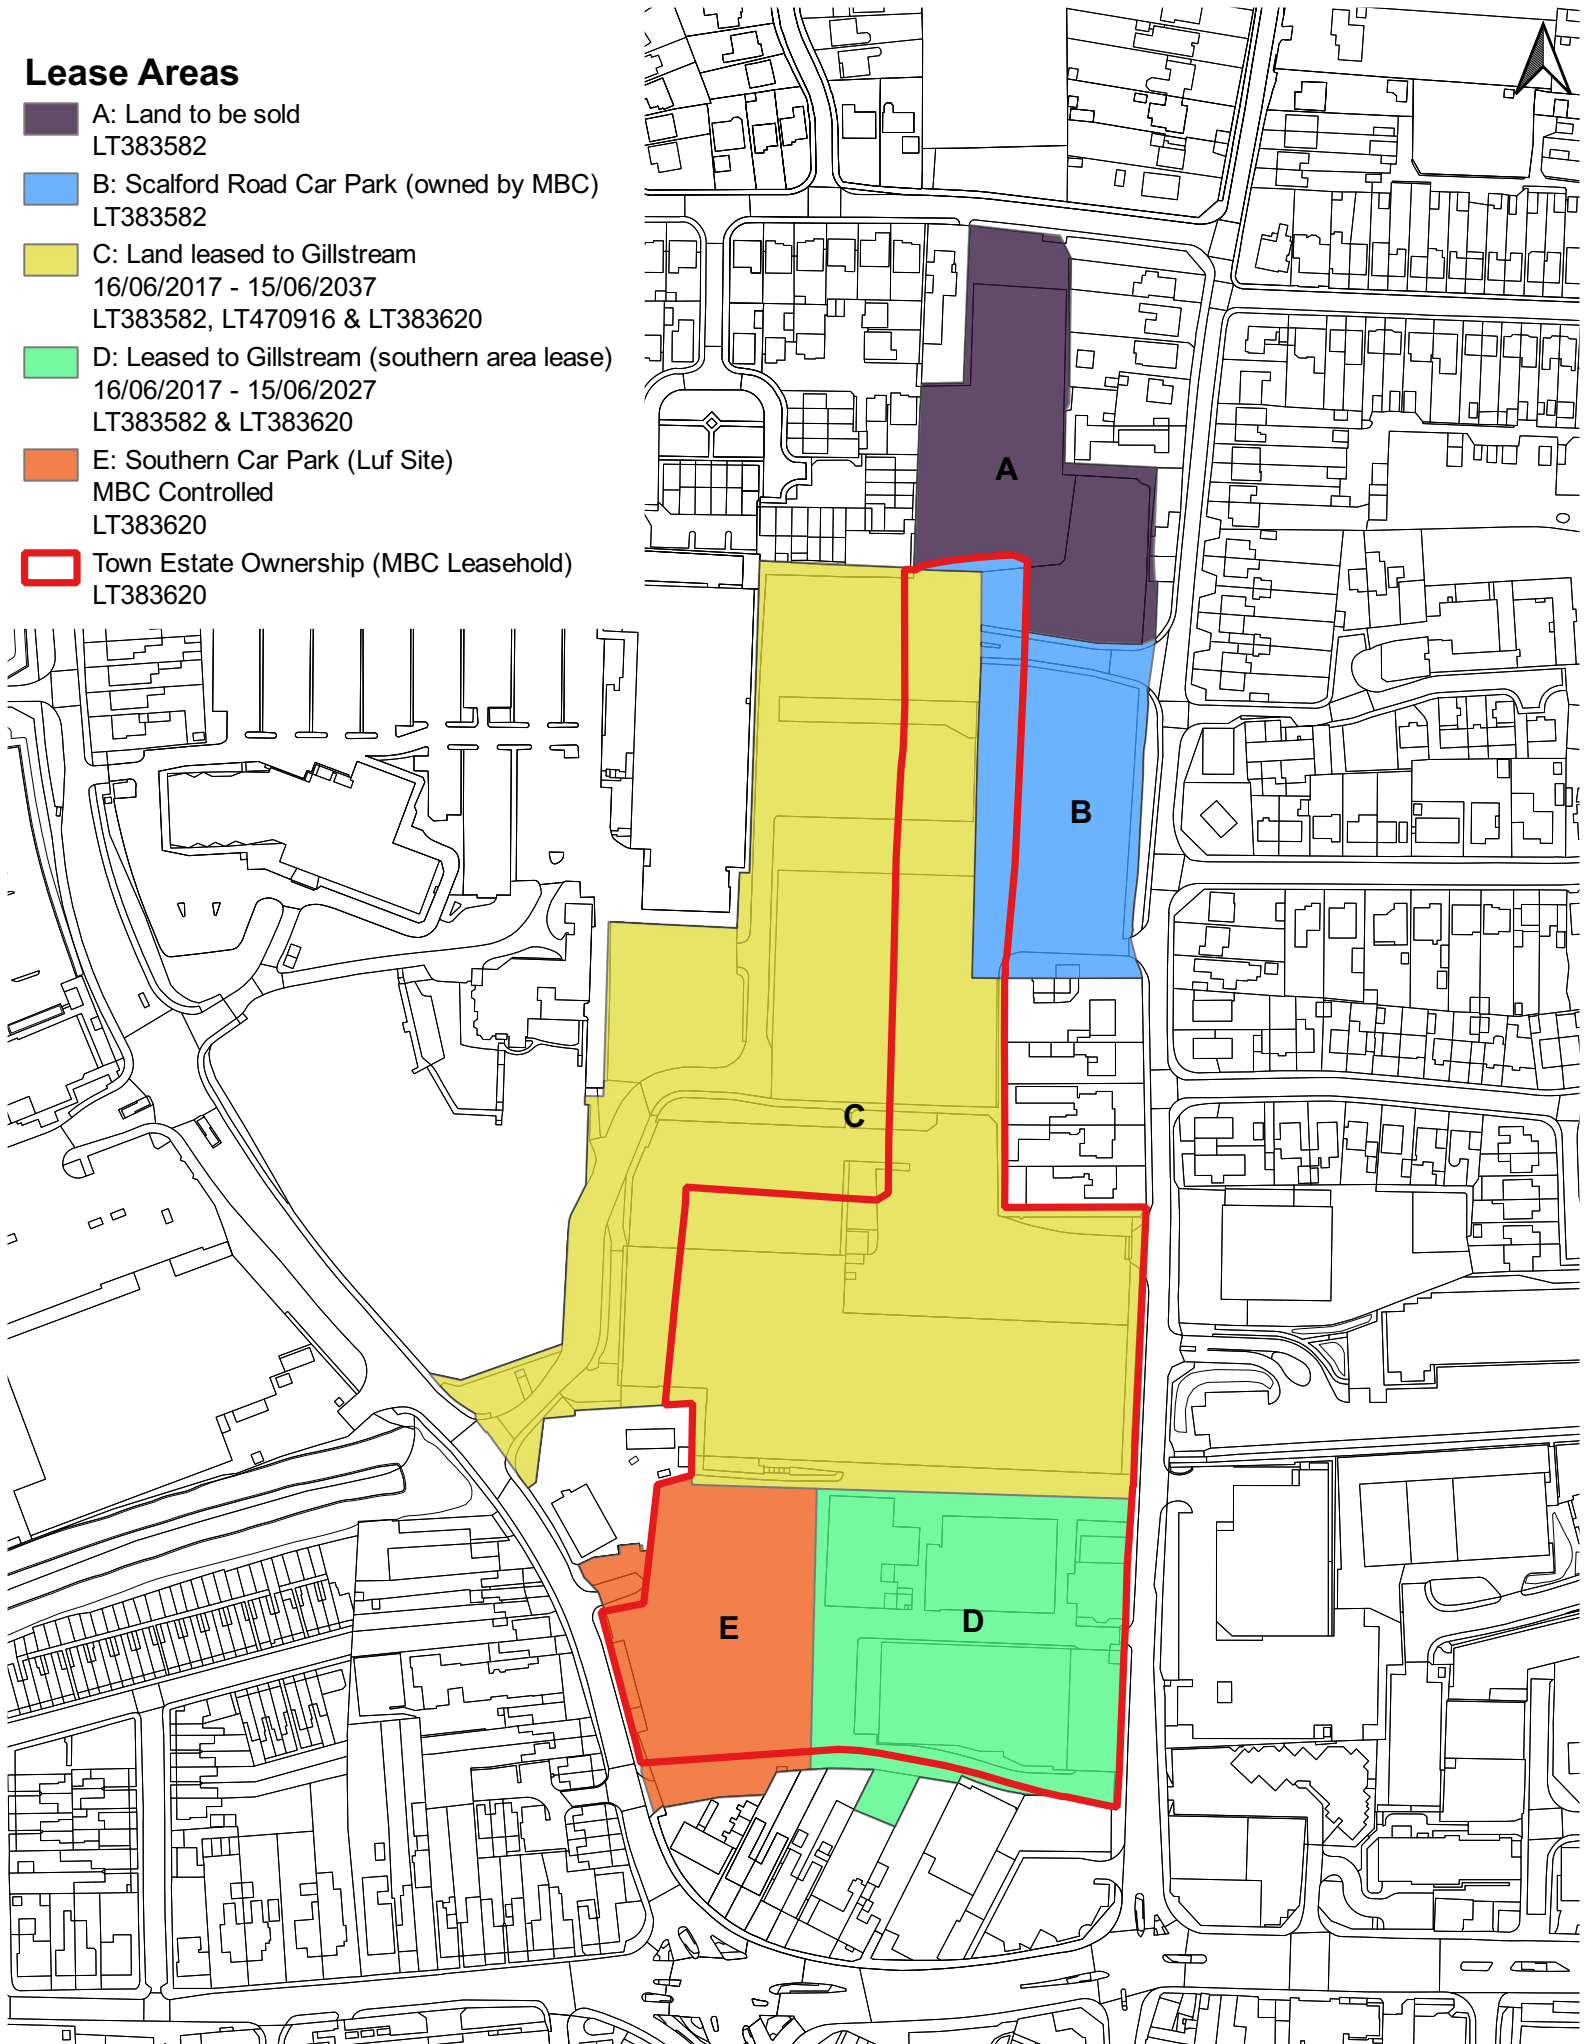 Lease Areas
A: Land to be sold
LT383582
B: Scalford Road Car Park (owned by MBC)
LT383582
C: Land leased to Gillstream
16/06/2017 - 15/06/2037
LT383582, LT470916 & LT383620
D: Leased to Gillstream (southern area lease)
16/06/2017 - 15/06/2027
LT383582 & LT383620
E: Southern Car Park (Luf Site)
MBC Controlled
LT383620
Town Estate Ownership (MBC Leasehold)
LT383620
A
B
C
D
E